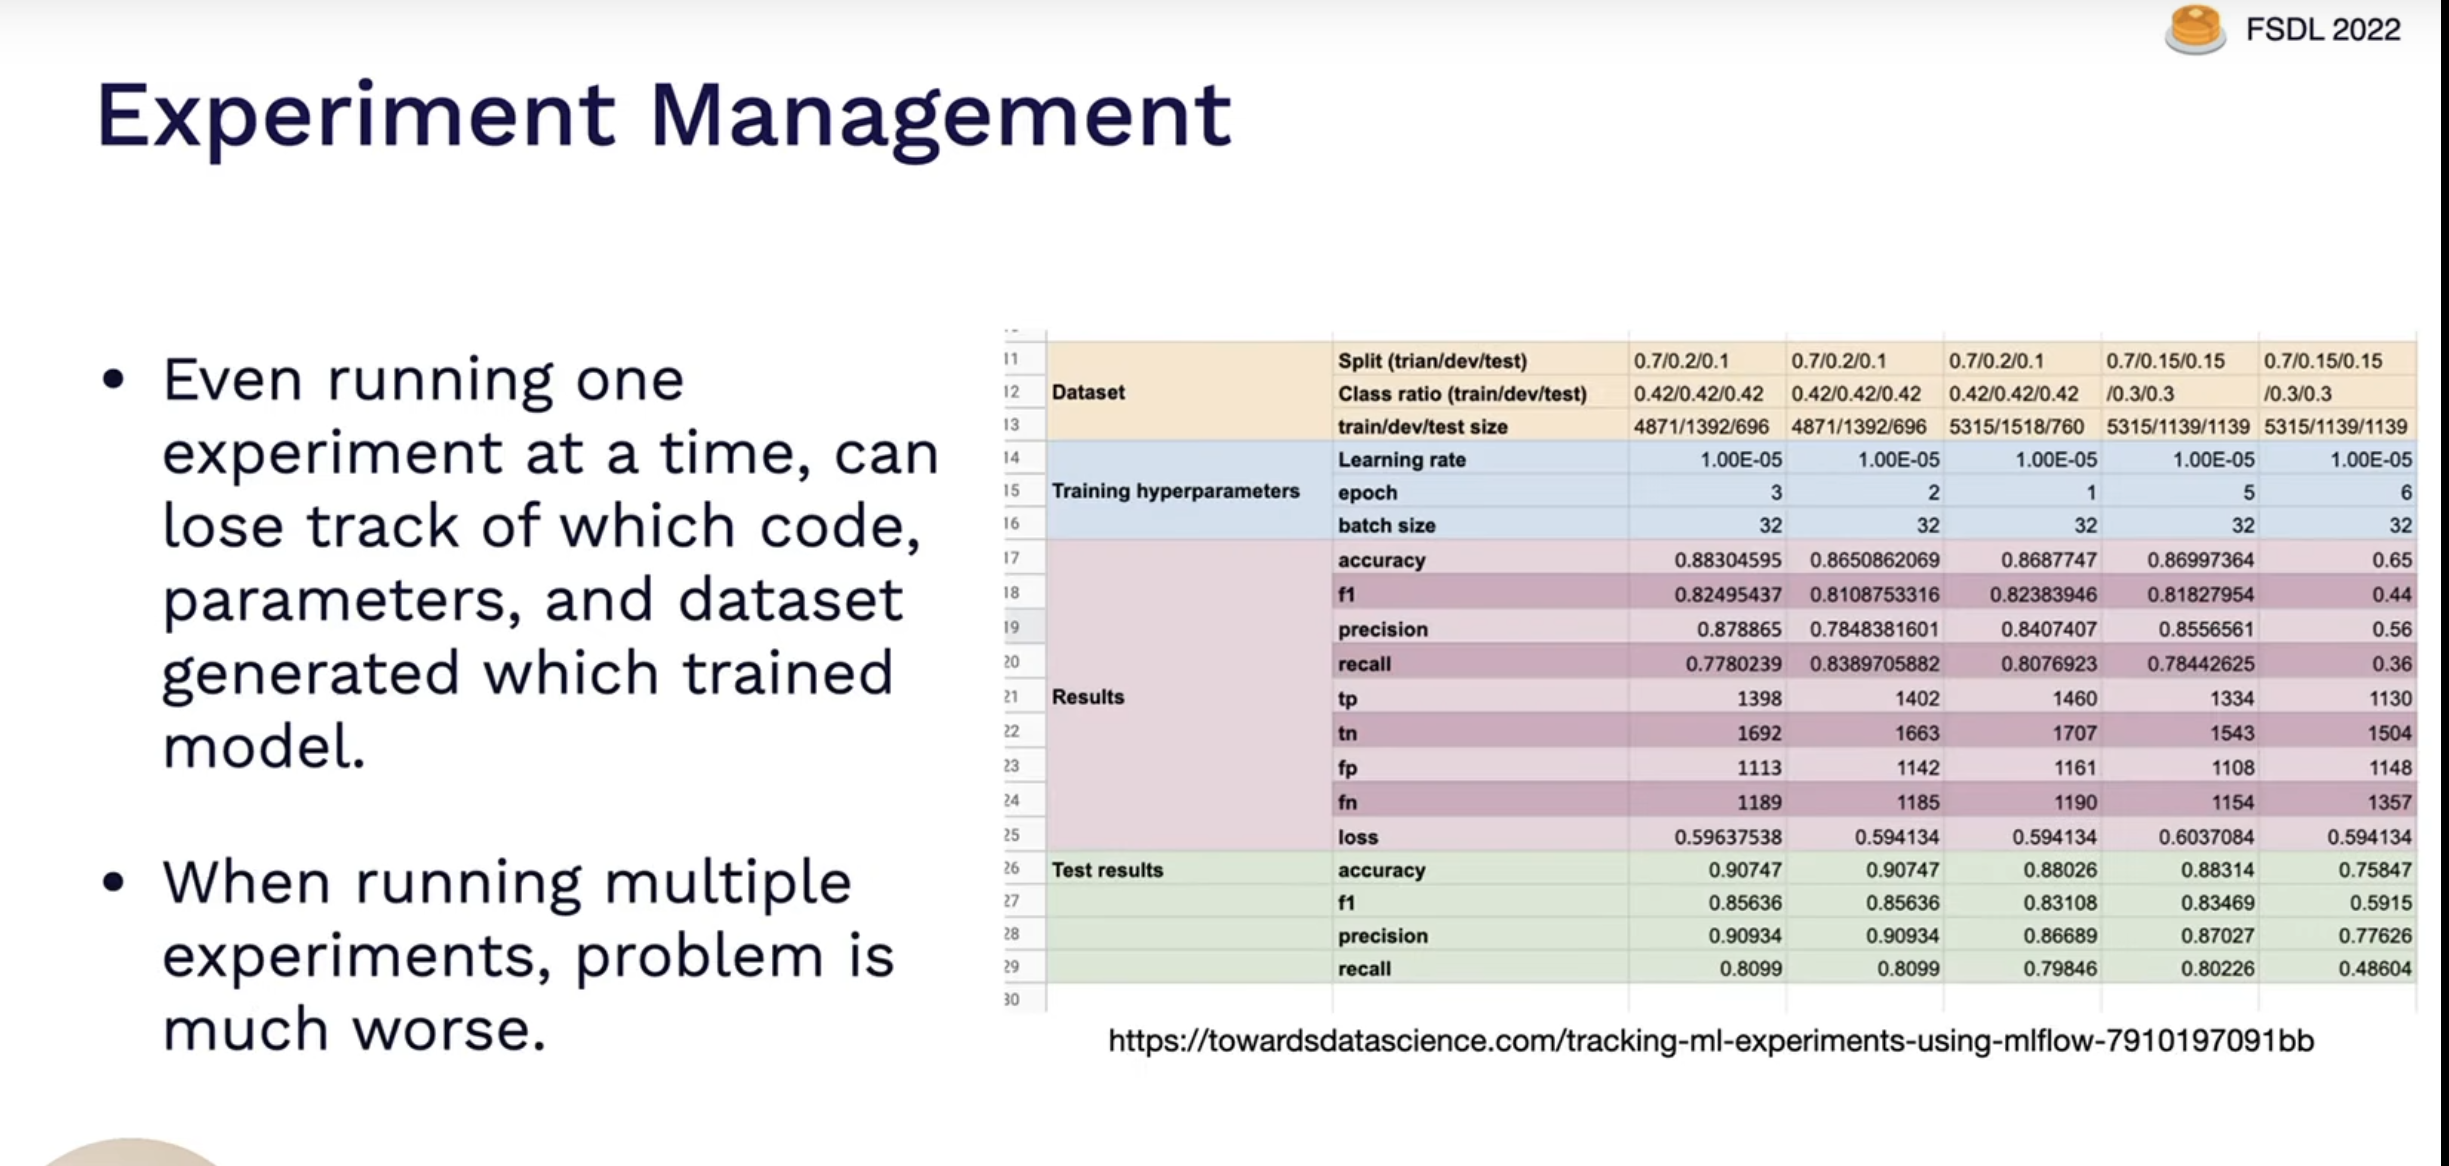 FSDL 2022
Experiment Management
• Even running one
experiment at a time, can
lose track of which code,
parameters, and dataset
generated which trained
model.
• When running multiple
experiments, problem is
much worse.
11 Split (trian/dev/test) 0.7/0.2/0.1 0.7/0.2/0.1 0.7/0.2/0.1 0.7/0.15/0.15 0.7/0.15/0.15
12 Dataset Class ratio (train/dev/test) 0.42/0.42/0.42 0.42/0.42/0.42 0.42/0.42/0.42 /0.3/0.3 /0.3/0.3
13 train/dev/test size 4871/1392/696 4871/1392/696 5315/1518/760 5315/1139/1139 5315/1139/1139
14 Learning rate 1.00E-05 1.00E-05 1.00E-05 1.00E-05 1.00E-05
15 Training hyperparameters epoch 3 2 1 5 6
16 batch size 32 32 32 32 32
17 accuracy 0.88304595 0.8650862069 0.8687747 0.86997364 0.65
18 f1 0.82495437 0.8108753316 0.82383946 0.81827954 0.44
19 precision 0.878865 0.7848381601 0.8407407 0.8556561 0.56
20 recall 0.7780239 0.8389705882 0.8076923 0.78442625 0.36
21 Results tp 1398 1402 1460 1334 1130
22 tn 1692 1663 1707 1543 1504
23 fp 1113 1142 1161 1108 1148
24 fn 1189 1185 1190 1154 1357
25 loss 0.59637538 0.594134 0.594134 0.6037084 0.594134
26 Test results accuracy 0.90747 0.90747 0.88026 0.88314 0.75847
27 f1 0.85636 0.85636 0.83108 0.83469 0.5915
28 precision 0.90934 0.90934 0.86689 0.87027 0.77626
29 recall 0.8099 0.8099 0.79846 0.80226 0.48604
30
https://towardsdatascience.com/tracking-ml-experiments-using-mlflow-7910197091bb